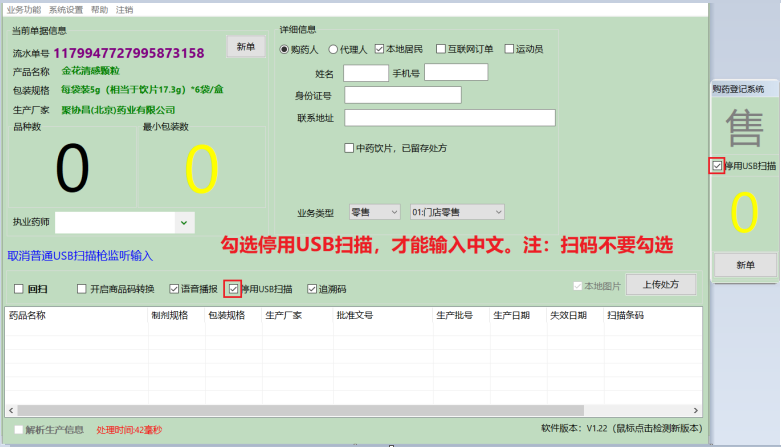 业务功能 系统设置 帮助 注销
当前单据信息
流水单号 1179947727995873158 新单
产品名称 金花清感颗粒
包装规格 每袋装5g（相当于饮片17.3g）*6袋/盒
生产厂家 聚协昌(北京)药业有限公司
品种数 最小包装数
0 0
执业药师
详细信息
购药人 代理人 本地居民 互联网订单 运动员
姓名 手机号
身份证号
联系地址
中药饮片，已留存处方
业务类型 零售 01:门店零售
勾选停用USB扫描，才能输入中文。注：扫码不要勾选
取消普通USB扫描枪监听输入
回扫 开启商品码转换 语音播报 停用USB扫描 追溯码 本地图片 上传处方
药品名称 制剂规格 包装规格 生产厂家 批准文号 生产批号 生产日期 失效日期 扫描条码
解析生产信息 处理时间:42毫秒 软件版本：V1.22（鼠标点击检测新版本）
购药登记系统
售
停用USB扫描
0
新单